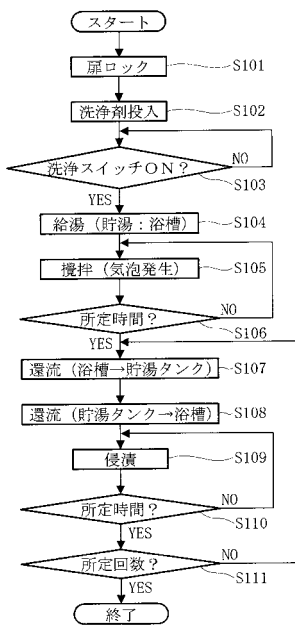 スタート
扉ロック S101
洗浄剤投入 S102
洗浄スイッチON? NO
S103
YES
給湯(貯湯:浴槽) S104
攪拌(気泡発生) S105
所定時間? NO
S106
YES
還流(浴槽→貯湯タンク) S107
還流(貯湯タンク→浴槽) S108
侵漬 S109
所定時間? NO
S110
YES
所定回数? NO
S111
YES
終了